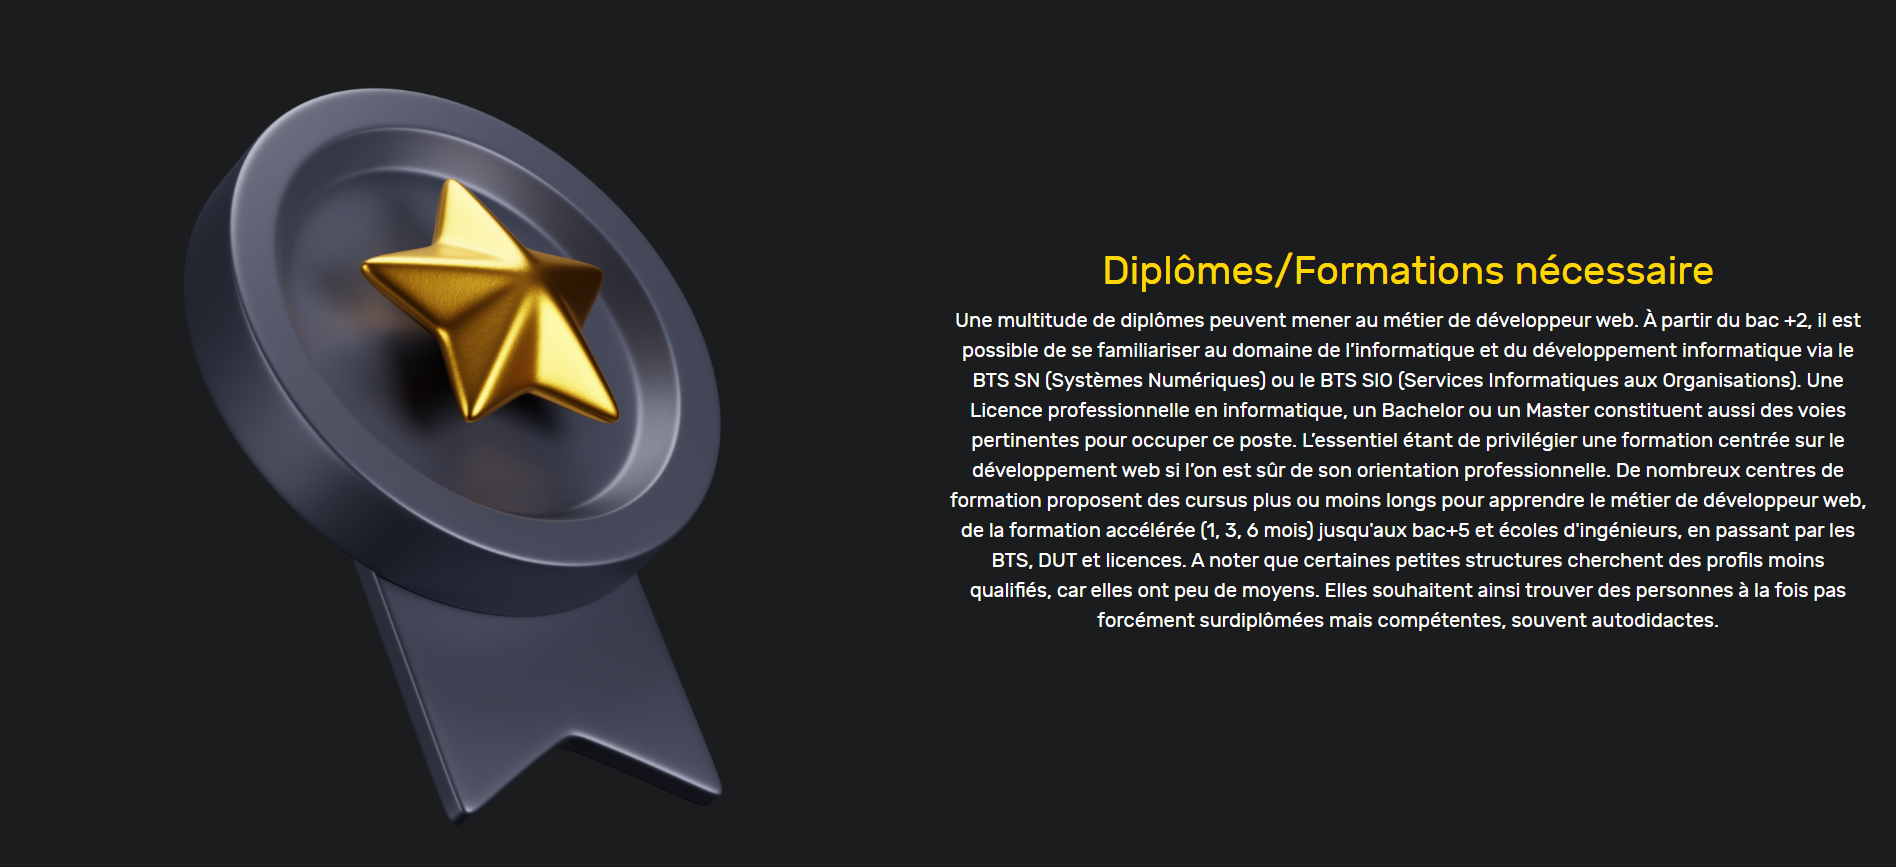 Diplômes/Formations nécessaire
Une multitude de diplômes peuvent mener au métier de développeur web. À partir du bac +2, il est
possible de se familiariser au domaine de l'informatique et du développement informatique via le
BTS SN (Systèmes Numériques) ou le BTS SIO (Services Informatiques aux Organisations). Une
Licence professionnelle en informatique, un Bachelor ou un Master constituent aussi des voies
pertinentes pour occuper ce poste. L'essentiel étant de privilégier une formation centrée sur le
développement web si l'on est sûr de son orientation professionnelle. De nombreux centres de
formation proposent des cursus plus ou moins longs pour apprendre le métier de développeur web,
de la formation accélérée (1, 3, 6 mois) jusqu'aux bac+5 et écoles d'ingénieurs, en passant par les
BTS, DUT et licences. A noter que certaines petites structures cherchent des profils moins
qualifiés, car elles ont peu de moyens. Elles souhaitent ainsi trouver des personnes à la fois pas
forcément surdiplômées mais compétentes, souvent autodidactes.